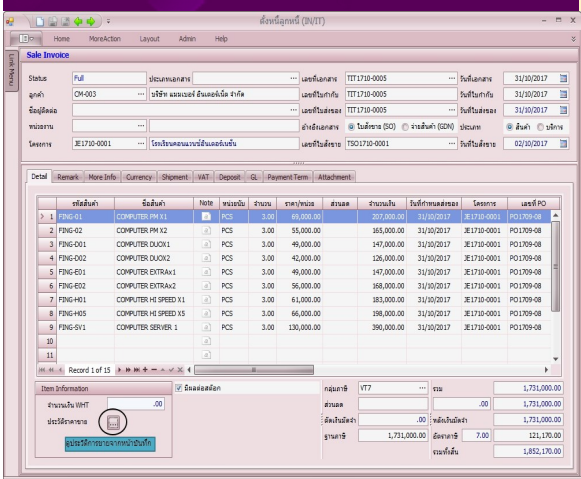 ตั้งหนี้ลูกหนี้ (IN/IT)
Home MoreAction Layout Admin Help
Link Menu
Sale Invoice
Status Full ประเภทเอกสาร เลขที่เอกสาร TIT1710-0005 วันที่เอกสาร 31/10/2017
ลูกค้า CM-003 บริษัท แมมเบอร์ อินเตอร์เน็ต จำกัด เลขที่ใบกำกับ TIT1710-0005 วันที่ใบกำกับ 31/10/2017
ชื่อผู้ติดต่อ เลขที่ใบส่งของ TIT1710-0005 วันที่ใบส่งของ 31/10/2017
หน่วยงาน อ้างอิงเอกสาร ใบสั่งขาย (SO) จ่ายสินค้า (GDN) ประเภท สินค้า บริการ
โครงการ JE1710-0001 โรงเรียนคอนแวนซ์อินเตอร์เนชั่น เลขที่ใบสั่งขาย TSO1710-0001 วันที่ใบสั่งขาย 02/10/2017
Detail Remark More Info Currency Shipment VAT Deposit GL Payment Term Attachment
รหัสสินค้า ชื่อสินค้า Note หน่วยนับ จำนวน ราคา/หน่วย ส่วนลด จำนวนเงิน วันที่กำหนดส่งของ โครงการ เลขที่ PO
1 FING-01 COMPUTER PM X1 PCS 3.00 69,000.00 207,000.00 31/10/2017 JE1710-0001 PO1709-08
2 FING-02 COMPUTER PM X2 PCS 3.00 55,000.00 165,000.00 31/10/2017 JE1710-0001 PO1709-08
3 FING-D01 COMPUTER DUOX1 PCS 3.00 49,000.00 147,000.00 31/10/2017 JE1710-0001 PO1709-08
4 FING-D02 COMPUTER DUOX2 PCS 3.00 42,000.00 126,000.00 31/10/2017 JE1710-0001 PO1709-08
5 FING-E01 COMPUTER EXTRAx1 PCS 3.00 49,000.00 147,000.00 31/10/2017 JE1710-0001 PO1709-08
6 FING-E02 COMPUTER EXTRAx2 PCS 3.00 56,000.00 168,000.00 31/10/2017 JE1710-0001 PO1709-08
7 FING-H01 COMPUTER HI SPEED X1 PCS 3.00 61,000.00 183,000.00 31/10/2017 JE1710-0001 PO1709-08
8 FING-H05 COMPUTER HI SPEED X5 PCS 3.00 66,000.00 198,000.00 31/10/2017 JE1710-0001 PO1709-08
9 FING-SV1 COMPUTER SERVER 1 PCS 3.00 130,000.00 390,000.00 31/10/2017 JE1710-0001 PO1709-08
10
11
Record 1 of 15
Item Information มีผลต่อสต๊อก กลุ่มภาษี VT7 รวม 1,731,000.00
จำนวนเงิน WHT .00 ส่วนลด .00 1,731,000.00
ประวัติราคาขาย ... ตัดเงินมัดจำ .00 หลังเงินมัดจำ 1,731,000.00
ดูประวัติการขายจากหน้าบันทึก ฐานภาษี 1,731,000.00 อัตราภาษี 7.00 121,170.00
รวมทั้งสิ้น 1,852,170.00